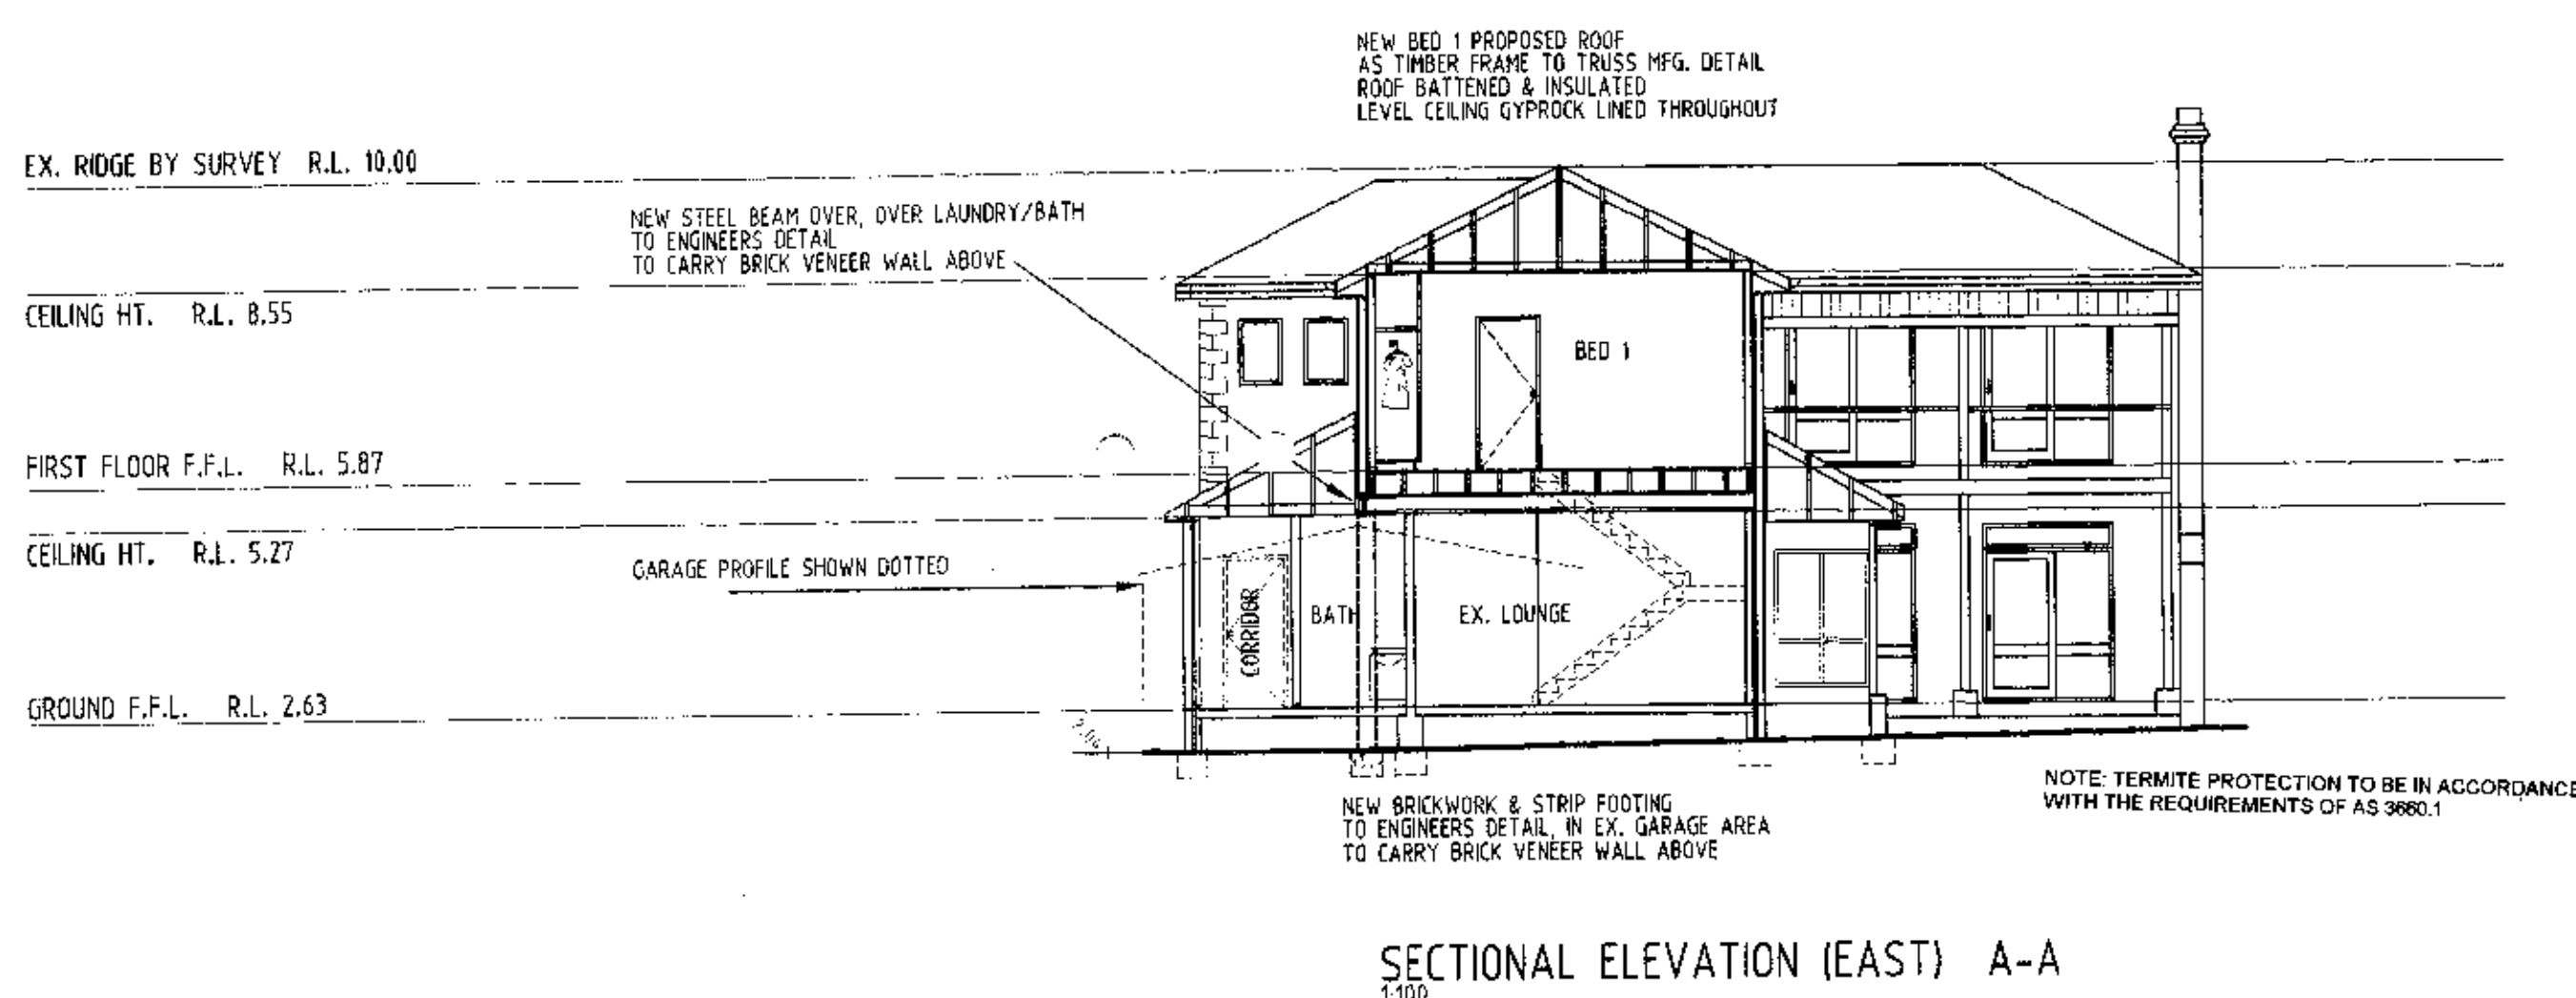 NEW BED 1 PROPOSED ROOF
AS TIMBER FRAME TO TRUSS MFG. DETAIL
ROOF BATTENED & INSULATED
LEVEL CEILING GYPROCK LINED THROUGHOUT
EX. RIDGE BY SURVEY R.L. 10.00
NEW STEEL BEAM OVER, OVER LAUNDRY/BATH
TO ENGINEERS DETAIL
TO CARRY BRICK VENEER WALL ABOVE
CEILING HT. R.L. 8.55
BED 1
FIRST FLOOR F.F.L. R.L. 5.87
CEILING HT. R.L. 5.27
GARAGE PROFILE SHOWN DOTTED
CORRIDOR
BATH
EX. LOUNGE
GROUND F.F.L. R.L. 2.63
NOTE: TERMITE PROTECTION TO BE IN ACCORDANCE
WITH THE REQUIREMENTS OF AS 3660.1
NEW BRICKWORK & STRIP FOOTING
TO ENGINEERS DETAIL, IN EX. GARAGE AREA
TO CARRY BRICK VENEER WALL ABOVE
SECTIONAL ELEVATION (EAST) A-A
1:100